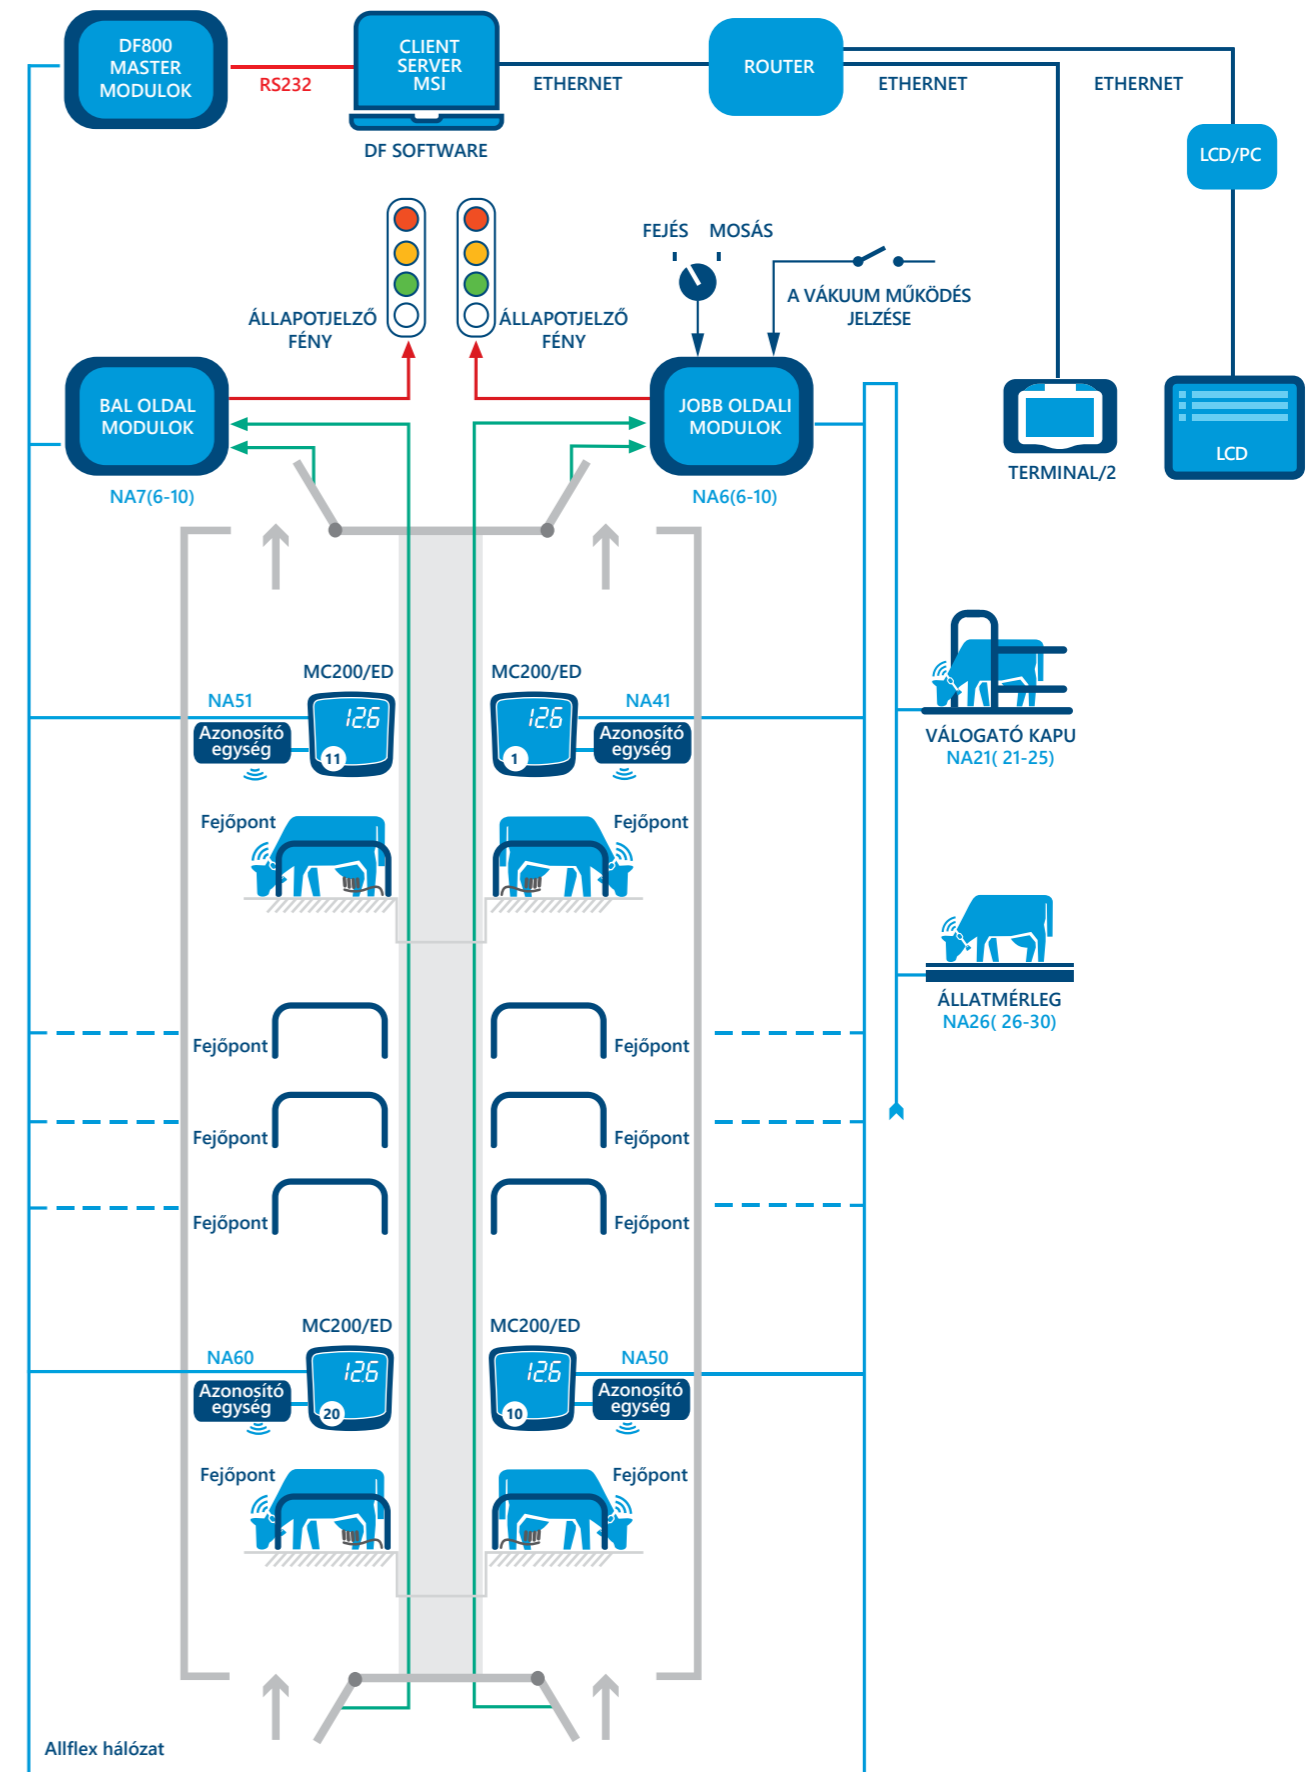 DF800
MASTER
MODULOK
RS232
CLIENT
SERVER
MSI
DF SOFTWARE
ETHERNET
ROUTER
ETHERNET
ETHERNET
LCD/PC
FEJÉS
MOSÁS
A VÁKUUM MŰKÖDÉS
JELZÉSE
ÁLLAPOTJELZŐ
FÉNY
ÁLLAPOTJELZŐ
FÉNY
BAL OLDAL
MODULOK
NA7(6-10)
JOBB OLDALI
MODULOK
NA6(6-10)
TERMINAL/2
LCD
MC200/ED
MC200/ED
NA51
12.6
12.6
NA41
Azonosító
egység
11
1
Azonosító
egység
VÁLOGATÓ KAPU
NA21( 21-25)
Fejőpont
Fejőpont
ÁLLATMÉRLEG
NA26( 26-30)
Fejőpont
Fejőpont
Fejőpont
Fejőpont
Fejőpont
Fejőpont
MC200/ED
MC200/ED
NA60
12.6
12.6
NA50
Azonosító
egység
20
10
Azonosító
egység
Fejőpont
Fejőpont
Allflex hálózat